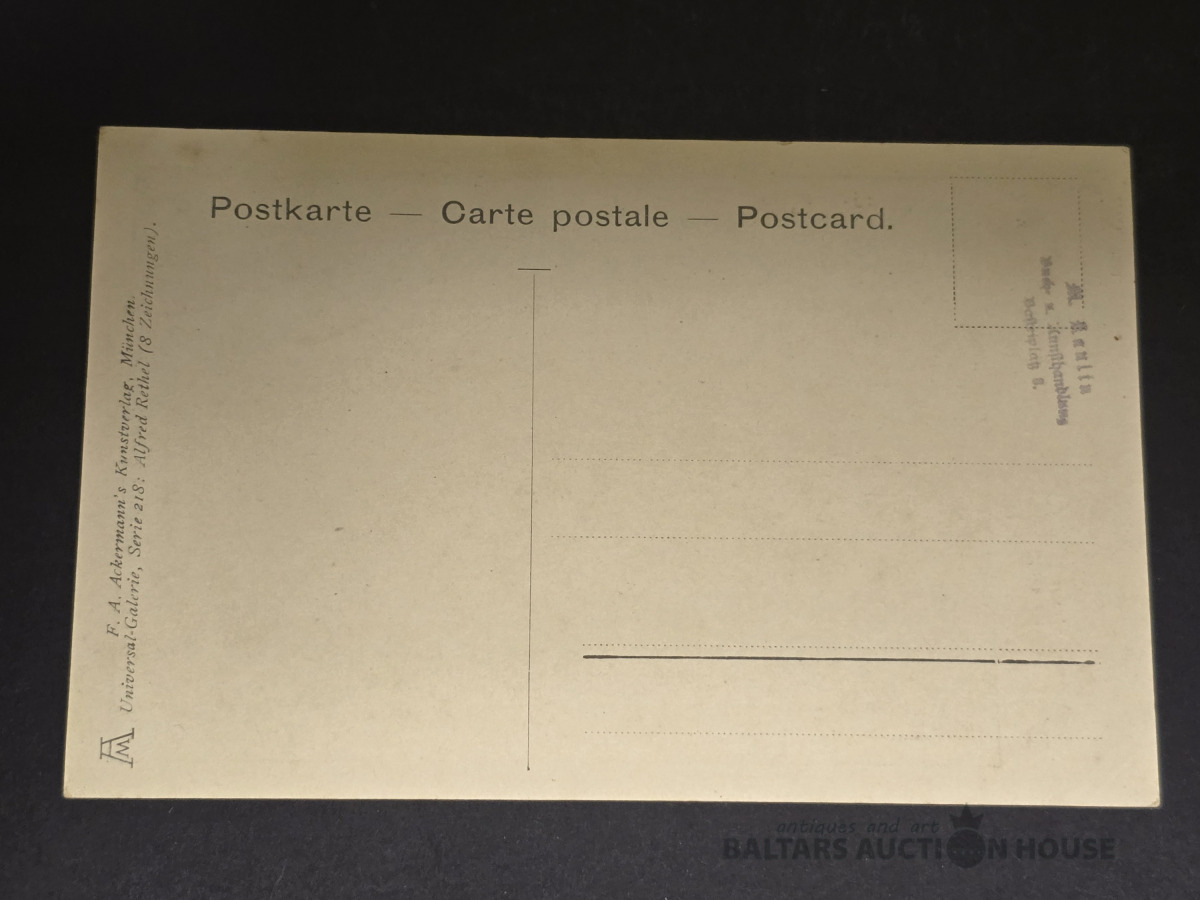 Postkarte — Carte postale — Postcard.
F. A. Ackermann's Kunstverlag, München.
Universal-Galerie, Serie 218: Alfred Rethel (8 Zeichnungen).
Kunsthandlung
antiques and art
BALTARS AUCTION HOUSE